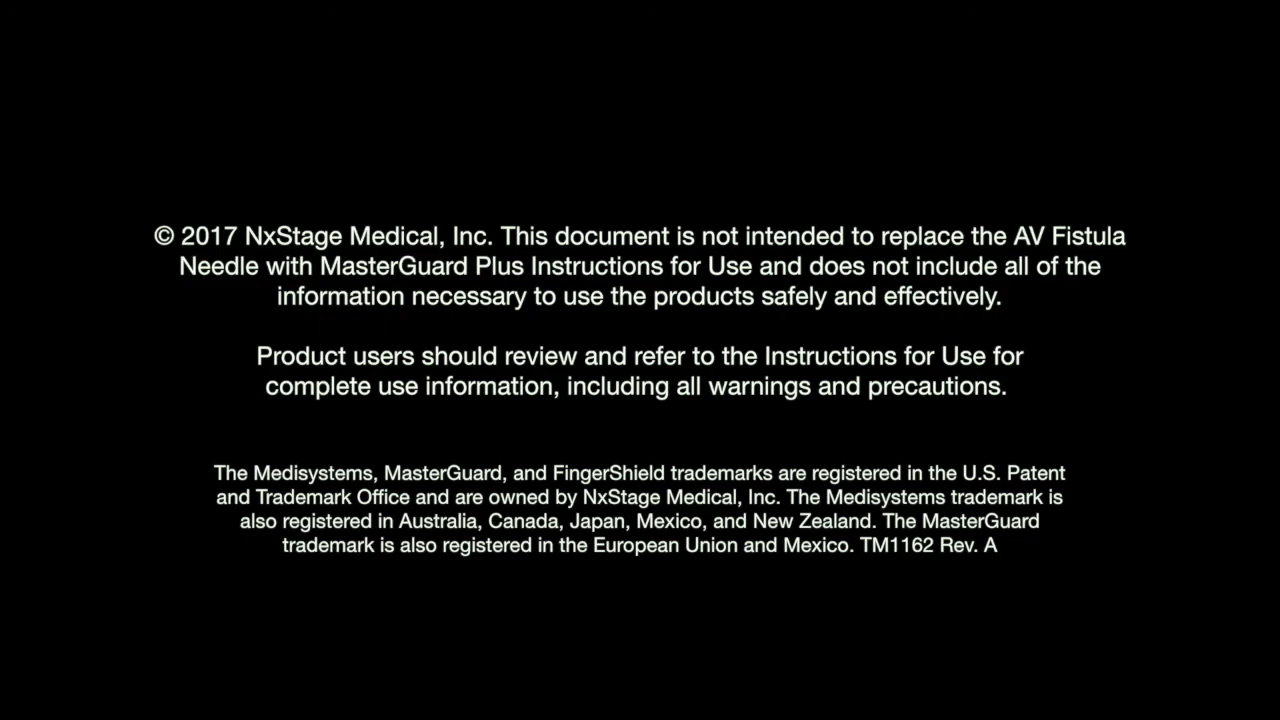 © 2017 NxStage Medical, Inc. This document is not intended to replace the AV Fistula
Needle with MasterGuard Plus Instructions for Use and does not include all of the
information necessary to use the products safely and effectively.
Product users should review and refer to the Instructions for Use for
complete use information, including all warnings and precautions.
The Medisystems, MasterGuard, and FingerShield trademarks are registered in the U.S. Patent
and Trademark Office and are owned by NxStage Medical, Inc. The Medisystems trademark is
also registered in Australia, Canada, Japan, Mexico, and New Zealand. The MasterGuard
trademark is also registered in the European Union and Mexico. TM1162 Rev. A